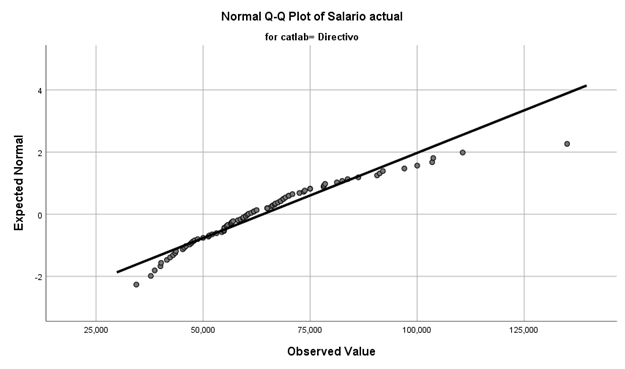 Normal Q-Q Plot of Salario actual
for catlab= Directivo
Expected Normal
4
2
0
-2
25,000 50,000 75,000 100,000 125,000
Observed Value